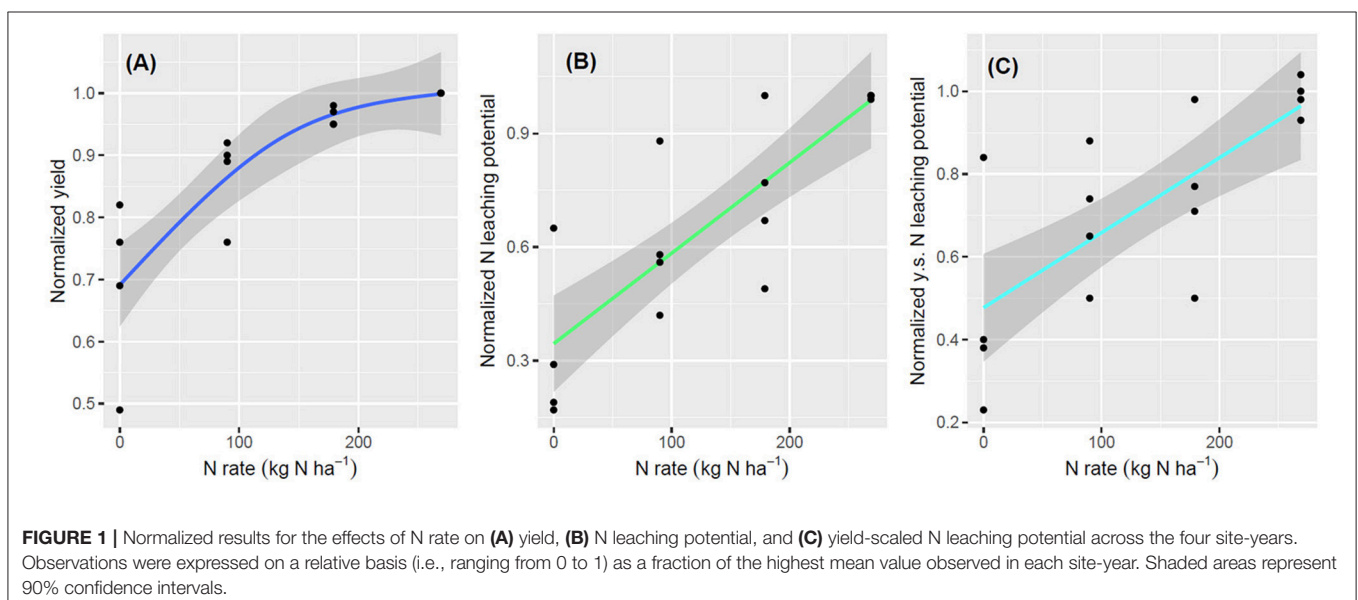 (A)
Normalized yield
1.0
0.9
0.8
0.7
0.6
0.5
0
100
200
N rate (kg N ha⁻¹)
(B)
Normalized N leaching potential
0.9
0.6
0.3
0
100
200
N rate (kg N ha⁻¹)
(C)
Normalized y.s. N leaching potential
1.0
0.8
0.6
0.4
0.2
0
100
200
N rate (kg N ha⁻¹)
FIGURE 1 | Normalized results for the effects of N rate on (A) yield, (B) N leaching potential, and (C) yield-scaled N leaching potential across the four site-years.
Observations were expressed on a relative basis (i.e., ranging from 0 to 1) as a fraction of the highest mean value observed in each site-year. Shaded areas represent
90% confidence intervals.